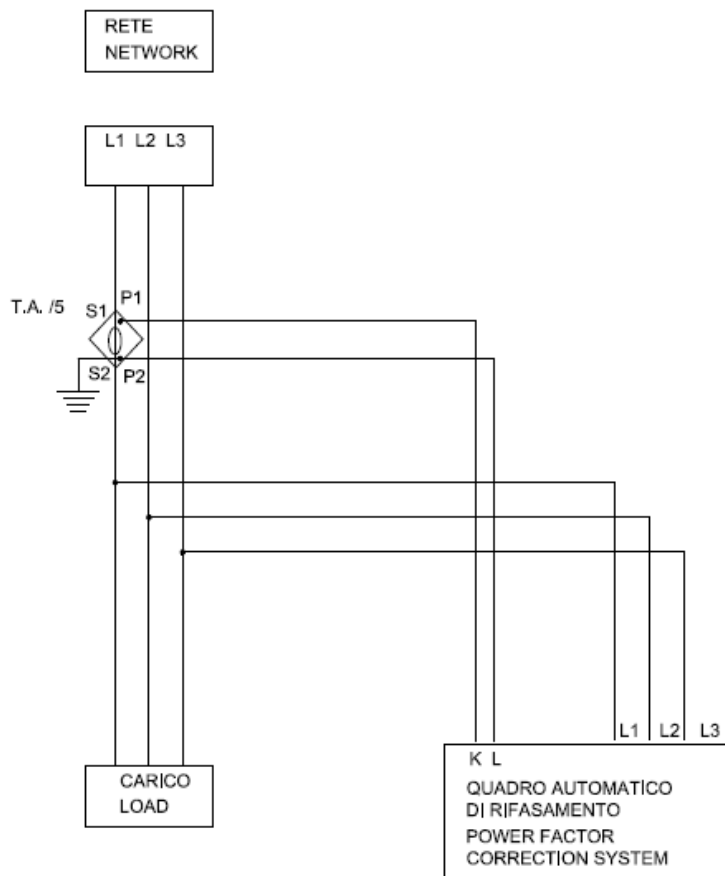 RETE
NETWORK
L1 L2 L3
T.A. /5
S1
P1
S2
P2
L1
L2
L3
K L
CARICO
LOAD
QUADRO AUTOMATICO
DI RIFASAMENTO
POWER FACTOR
CORRECTION SYSTEM